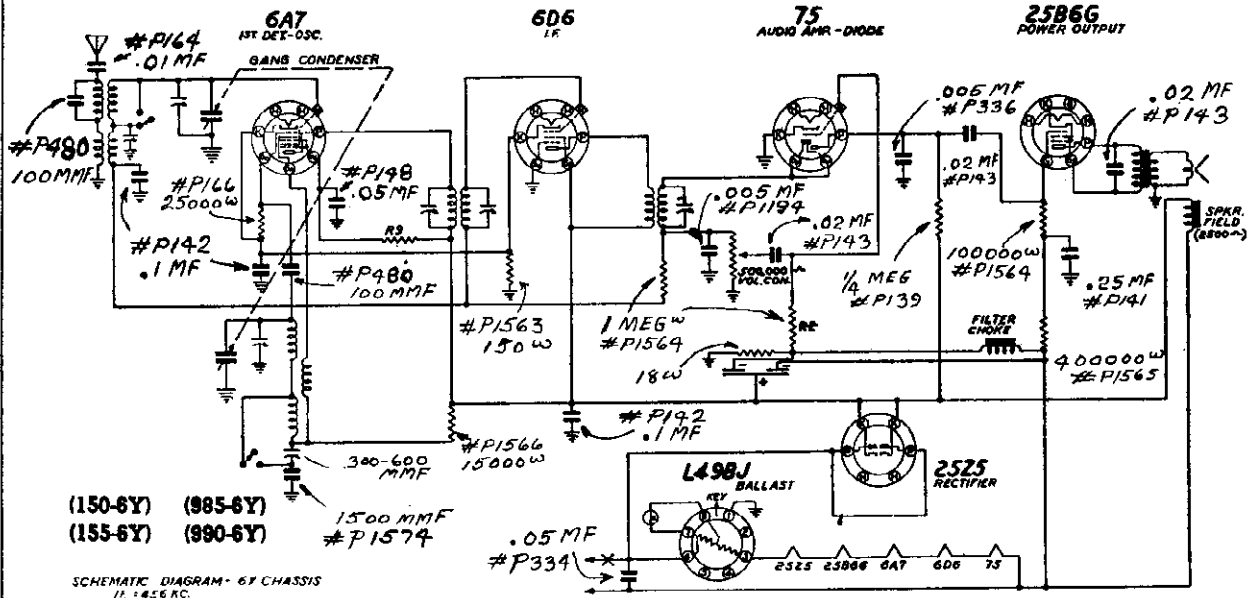 6A7
1ST DET-OSC.
6D6
I.F.
75
AUDIO AMP.-DIODE
25B6G
POWER OUTPUT
#P164
.01 MF
GANG CONDENSER
#P480
100 MMF
#P166
25000 ω
#P142
.1 MF
#P148
.05 MF
R9
#P480
100 MMF
#P1563
150 ω
.005 MF
#P1194
.02 MF
#P143
500,000 ~
VOL. CON.
1 MEG ω
#P1564
R2
18 ω
.005 MF
#P336
.02 MF
#P143
1/4 MEG
#P139
.02 MF
#P143
100000 ω
#P1564
SPKR.
FIELD
(2500~)
.25 MF
#P141
FILTER
CHOKE
400000 ω
#P1565
+
#P1566
15000 ω
#P142
.1 MF
300-600
MMF
1500 MMF
#P1574
L49BJ
BALLAST
KEY
25Z5
RECTIFIER
.05 MF
#P334
25Z5 25B6G 6A7 6D6 75
(150-6Y) (985-6Y)
(155-6Y) (990-6Y)
SCHEMATIC DIAGRAM - 6Y CHASSIS
I.F. = 456 KC.